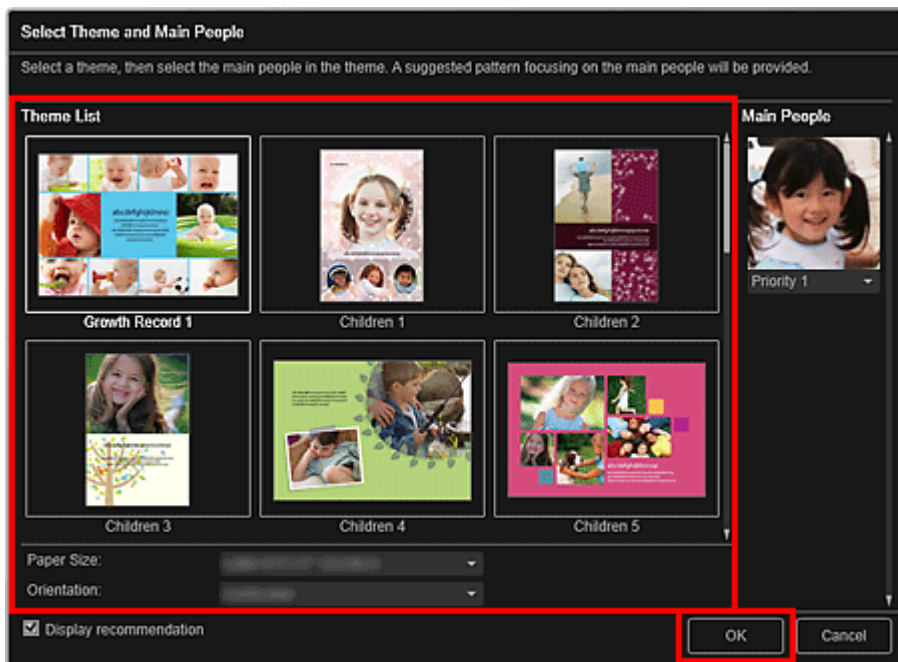 Select Theme and Main People
Select a theme, then select the main people in the theme. A suggested pattern focusing on the main people will be provided.
Theme List
Main People
abcdefghijklmno
Priority 1
Growth Record 1
Children 1
Children 2
Children 3
Children 4
Children 5
Paper Size:
Orientation:
Display recommendation
OK
Cancel